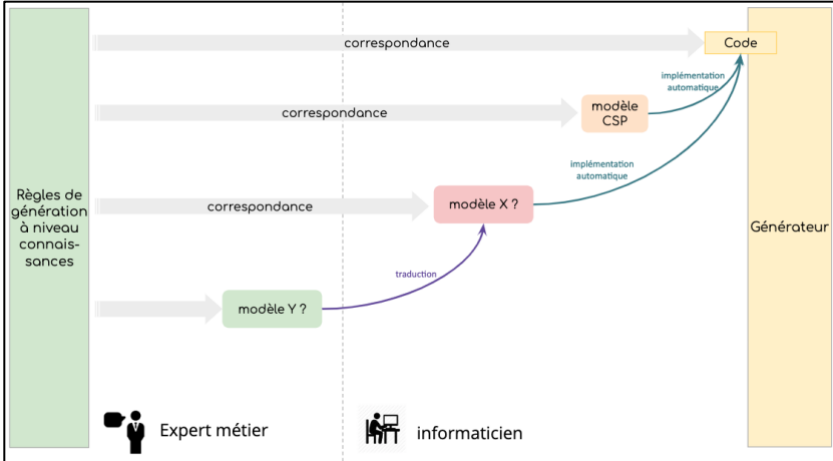 Code
correspondance
implémentation
automatique
modèle
CSP
correspondance
implémentation
automatique
Règles de
génération
à niveau
connais-
sances
modèle X ?
correspondance
Générateur
traduction
modèle Y ?
Expert métier
informaticien